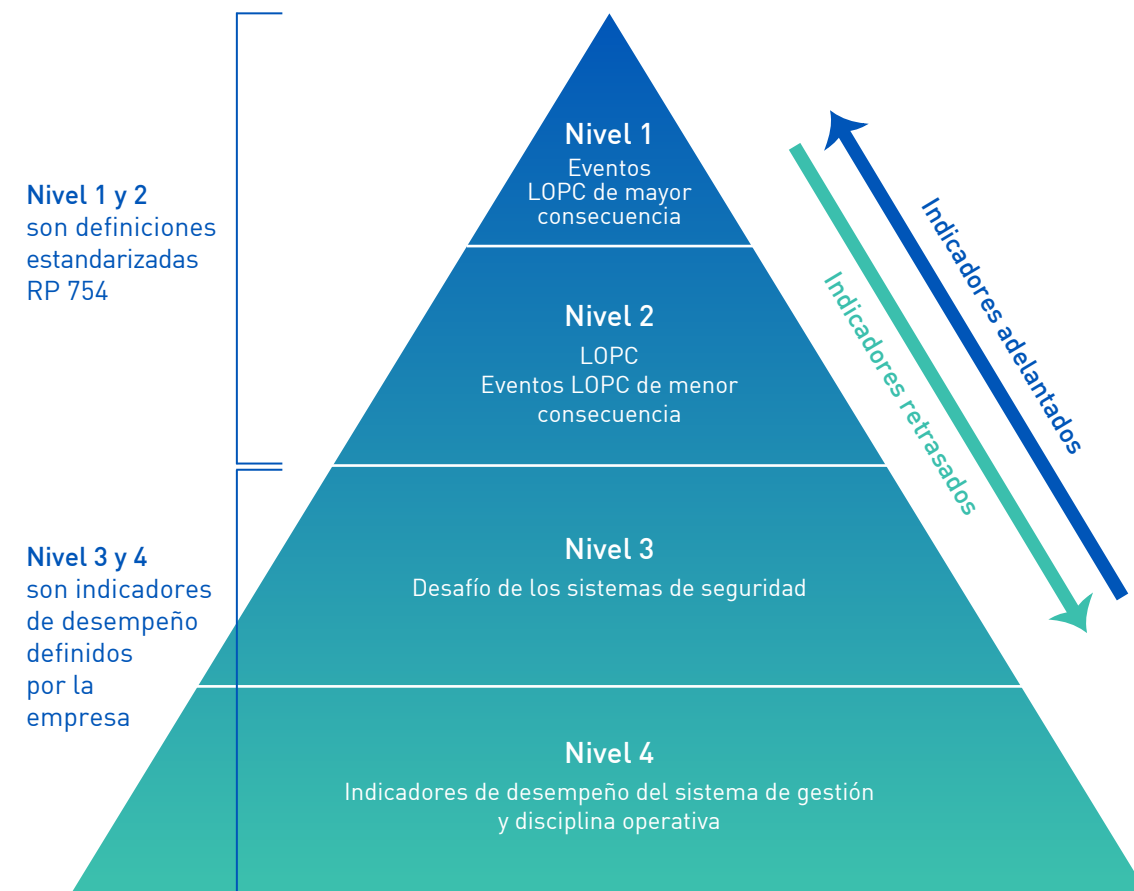 Nivel 1
Eventos
LOPC de mayor
consecuencia
Nivel 1 y 2
son definiciones
estandarizadas
RP 754
Nivel 2
LOPC
Eventos LOPC de menor
consecuencia
Indicadores adelantados
Indicadores retrasados
Nivel 3
Desafío de los sistemas de seguridad
Nivel 3 y 4
son indicadores
de desempeño
definidos
por la
empresa
Nivel 4
Indicadores de desempeño del sistema de gestión
y disciplina operativa